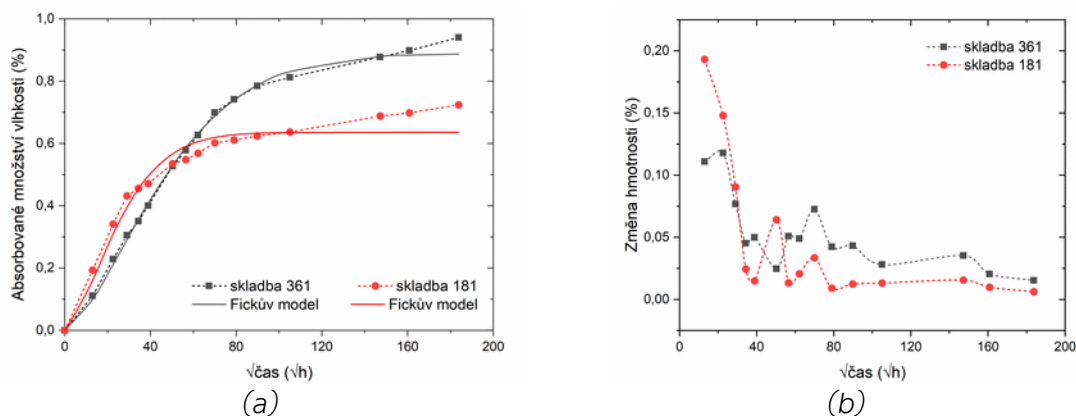 Absorbované množství vlhkosti (%)
1,0
0,8
0,6
0,4
0,2
0,0
skladba 361
skladba 181
Fickův model
Fickův model
0
40
80
120
160
200
√čas (√h)
(a)
Změna hmotnosti (%)
0,20
0,15
0,10
0,05
0,00
skladba 361
skladba 181
0
40
80
120
160
200
√čas (√h)
(b)